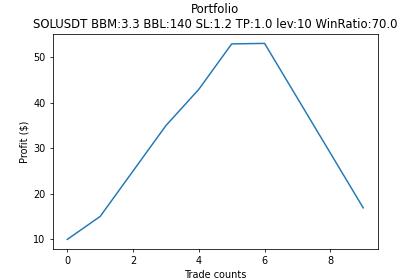 Portfolio
SOLUSDT BBM:3.3 BBL:140 SL:1.2 TP:1.0 lev:10 WinRatio:70.0
50
40
30
20
10
Profit ($)
0 2 4 6 8
Trade counts